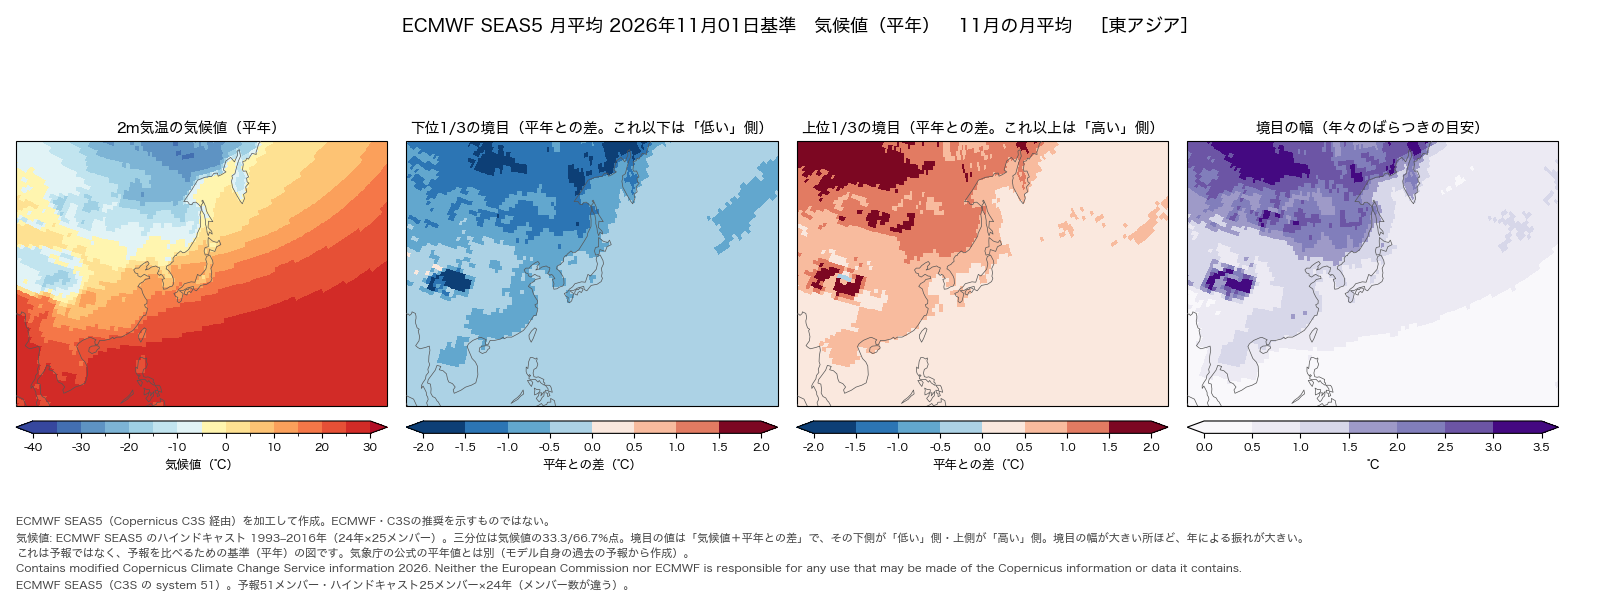 ECMWF SEAS5 月平均 2026年11月01日基準　気候値（平年）　11月の月平均　［東アジア］
2m気温の気候値（平年）
下位1/3の境目（平年との差。これ以下は「低い」側）
上位1/3の境目（平年との差。これ以上は「高い」側）
境目の幅（年々のばらつきの目安）
-40 -30 -20 -10 0 10 20 30
気候値（℃）
-2.0 -1.5 -1.0 -0.5 0.0 0.5 1.0 1.5 2.0
平年との差（℃）
-2.0 -1.5 -1.0 -0.5 0.0 0.5 1.0 1.5 2.0
平年との差（℃）
0.0 0.5 1.0 1.5 2.0 2.5 3.0 3.5
℃
ECMWF SEAS5（Copernicus C3S 経由）を加工して作成。ECMWF・C3Sの推奨を示すものではない。
気候値: ECMWF SEAS5 のハインドキャスト 1993–2016年（24年×25メンバー）。三分位は気候値の33.3/66.7%点。境目の値は「気候値＋平年との差」で、その下側が「低い」側・上側が「高い」側。境目の幅が大きい所ほど、年による振れが大きい。
これは予報ではなく、予報を比べるための基準（平年）の図です。気象庁の公式の平年値とは別（モデル自身の過去の予報から作成）。
Contains modified Copernicus Climate Change Service information 2026. Neither the European Commission nor ECMWF is responsible for any use that may be made of the Copernicus information or data it contains.
ECMWF SEAS5（C3S の system 51）。予報51メンバー・ハインドキャスト25メンバー×24年（メンバー数が違う）。